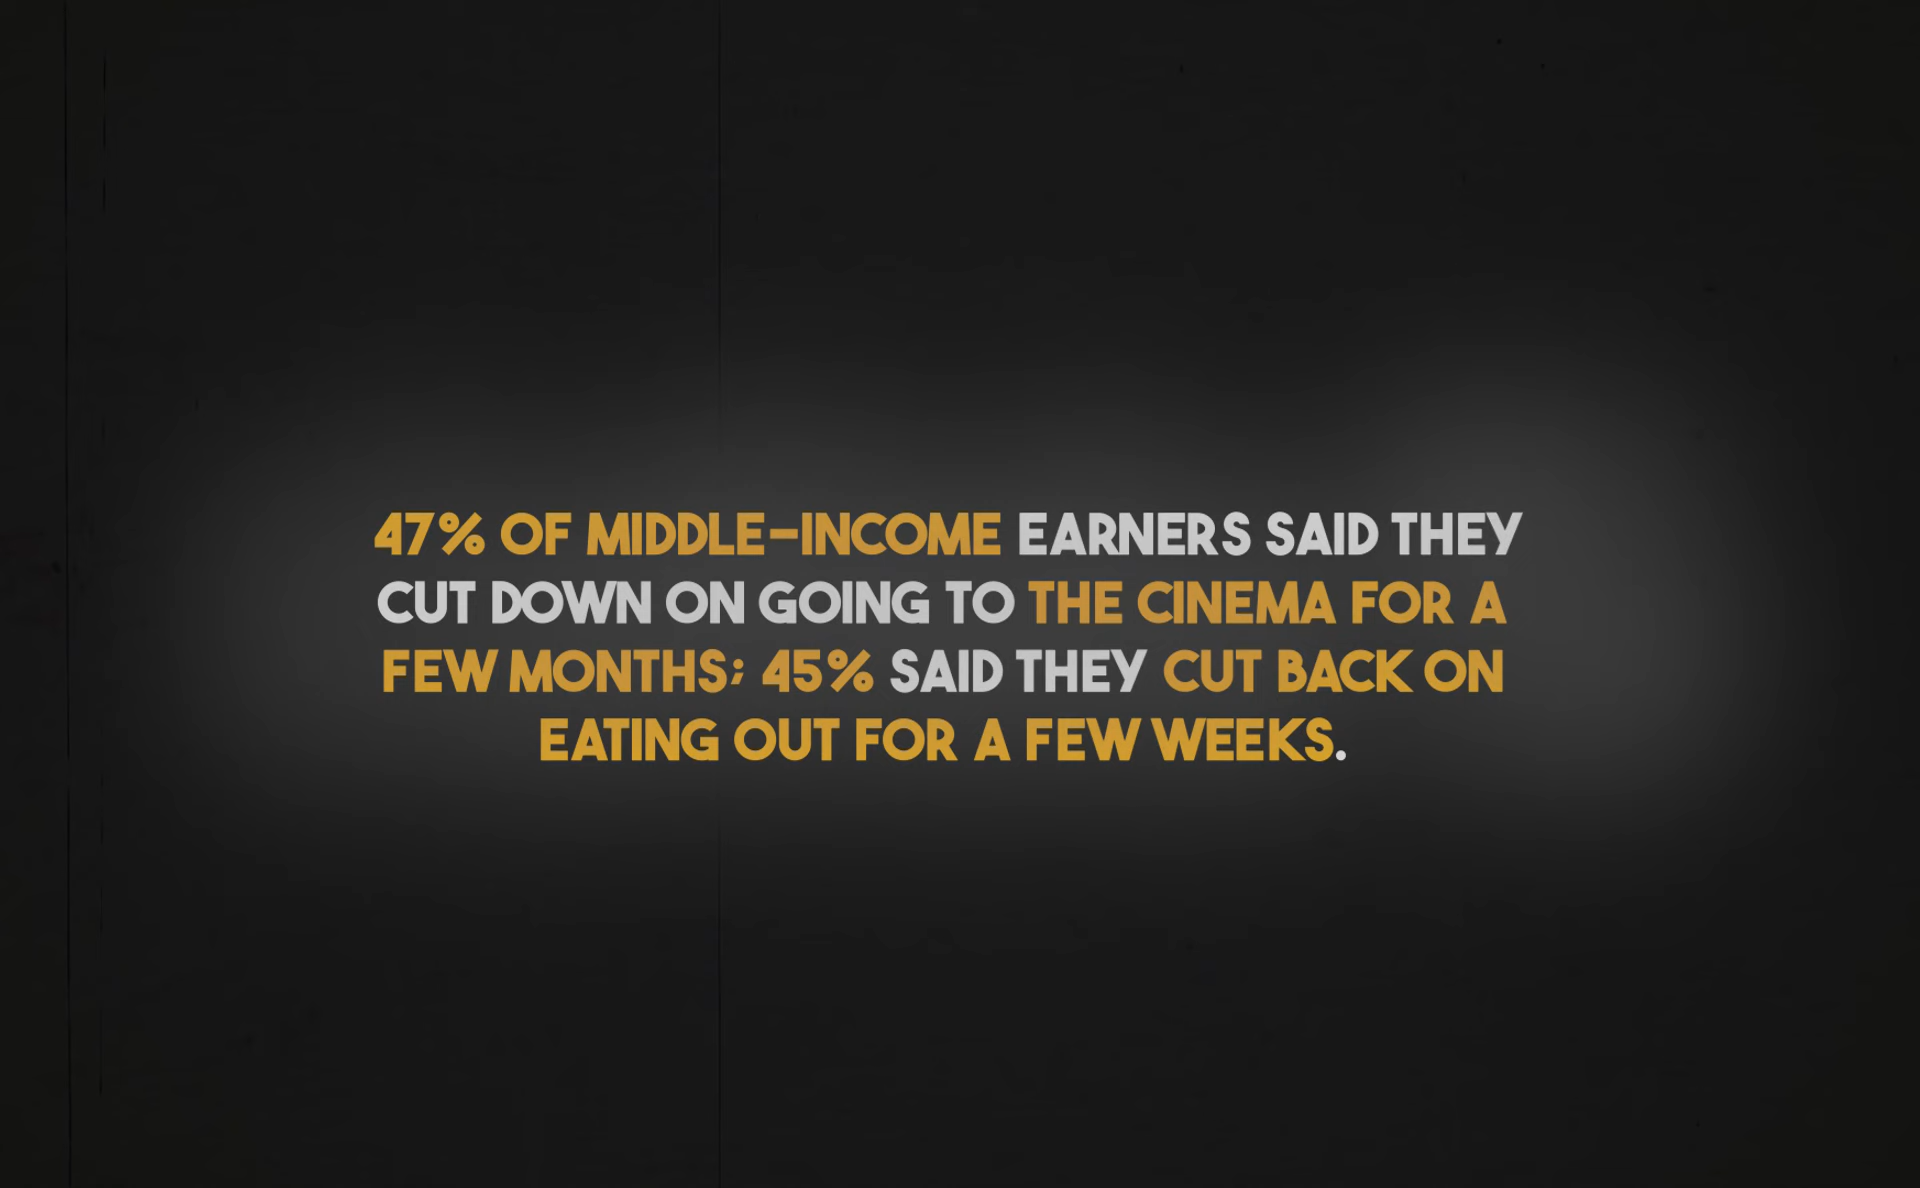 47% OF MIDDLE-INCOME EARNERS SAID THEY
CUT DOWN ON GOING TO THE CINEMA FOR A
FEW MONTHS; 45% SAID THEY CUT BACK ON
EATING OUT FOR A FEW WEEKS.